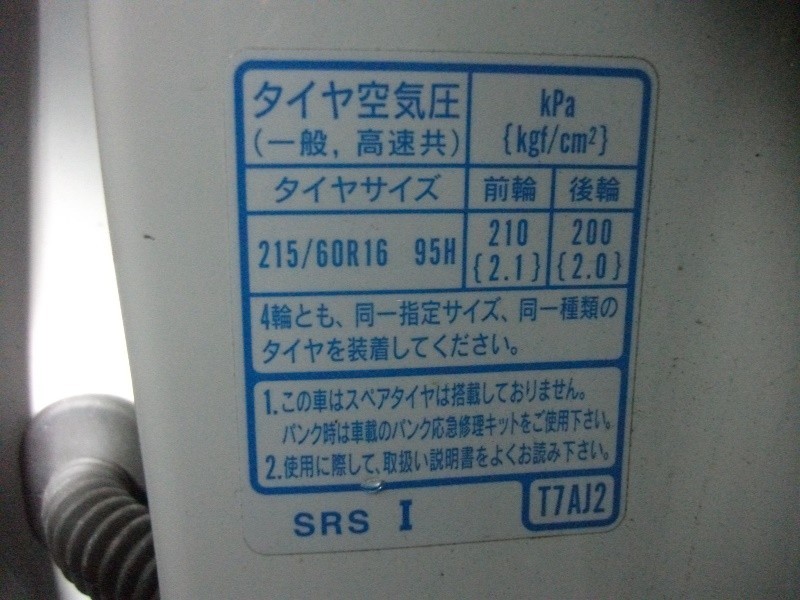 タイヤ空気圧
(一般, 高速共)
kPa
{kgf/cm²}
タイヤサイズ 前輪 後輪
215/60R16 95H 210 200
{2.1} {2.0}
4輪とも、同一指定サイズ、同一種類の
タイヤを装着してください。
1.この車はスペアタイヤは搭載しておりません。
パンク時は車載のパンク応急修理キットをご使用下さい。
2.使用に際して、取扱い説明書をよくお読み下さい。
SRS I
T7AJ2